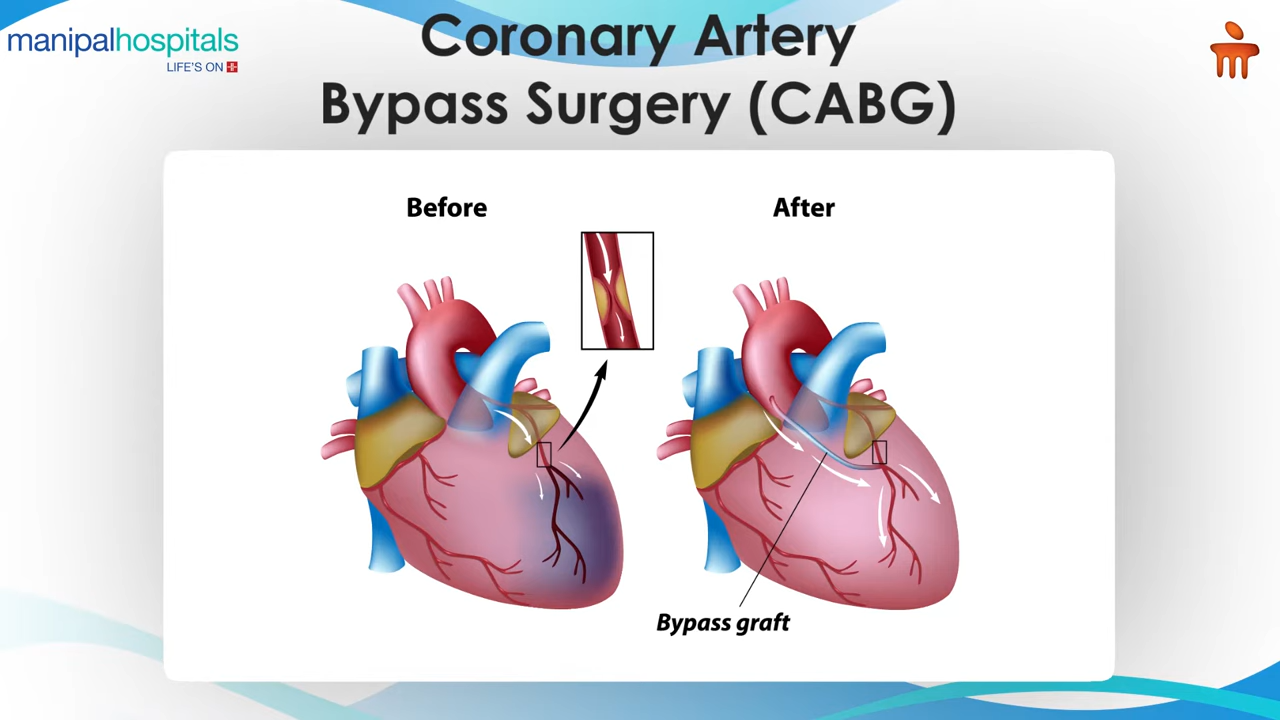 manipalhospitals
LIFE'S ON
Coronary Artery
Bypass Surgery (CABG)
Before
After
Bypass graft